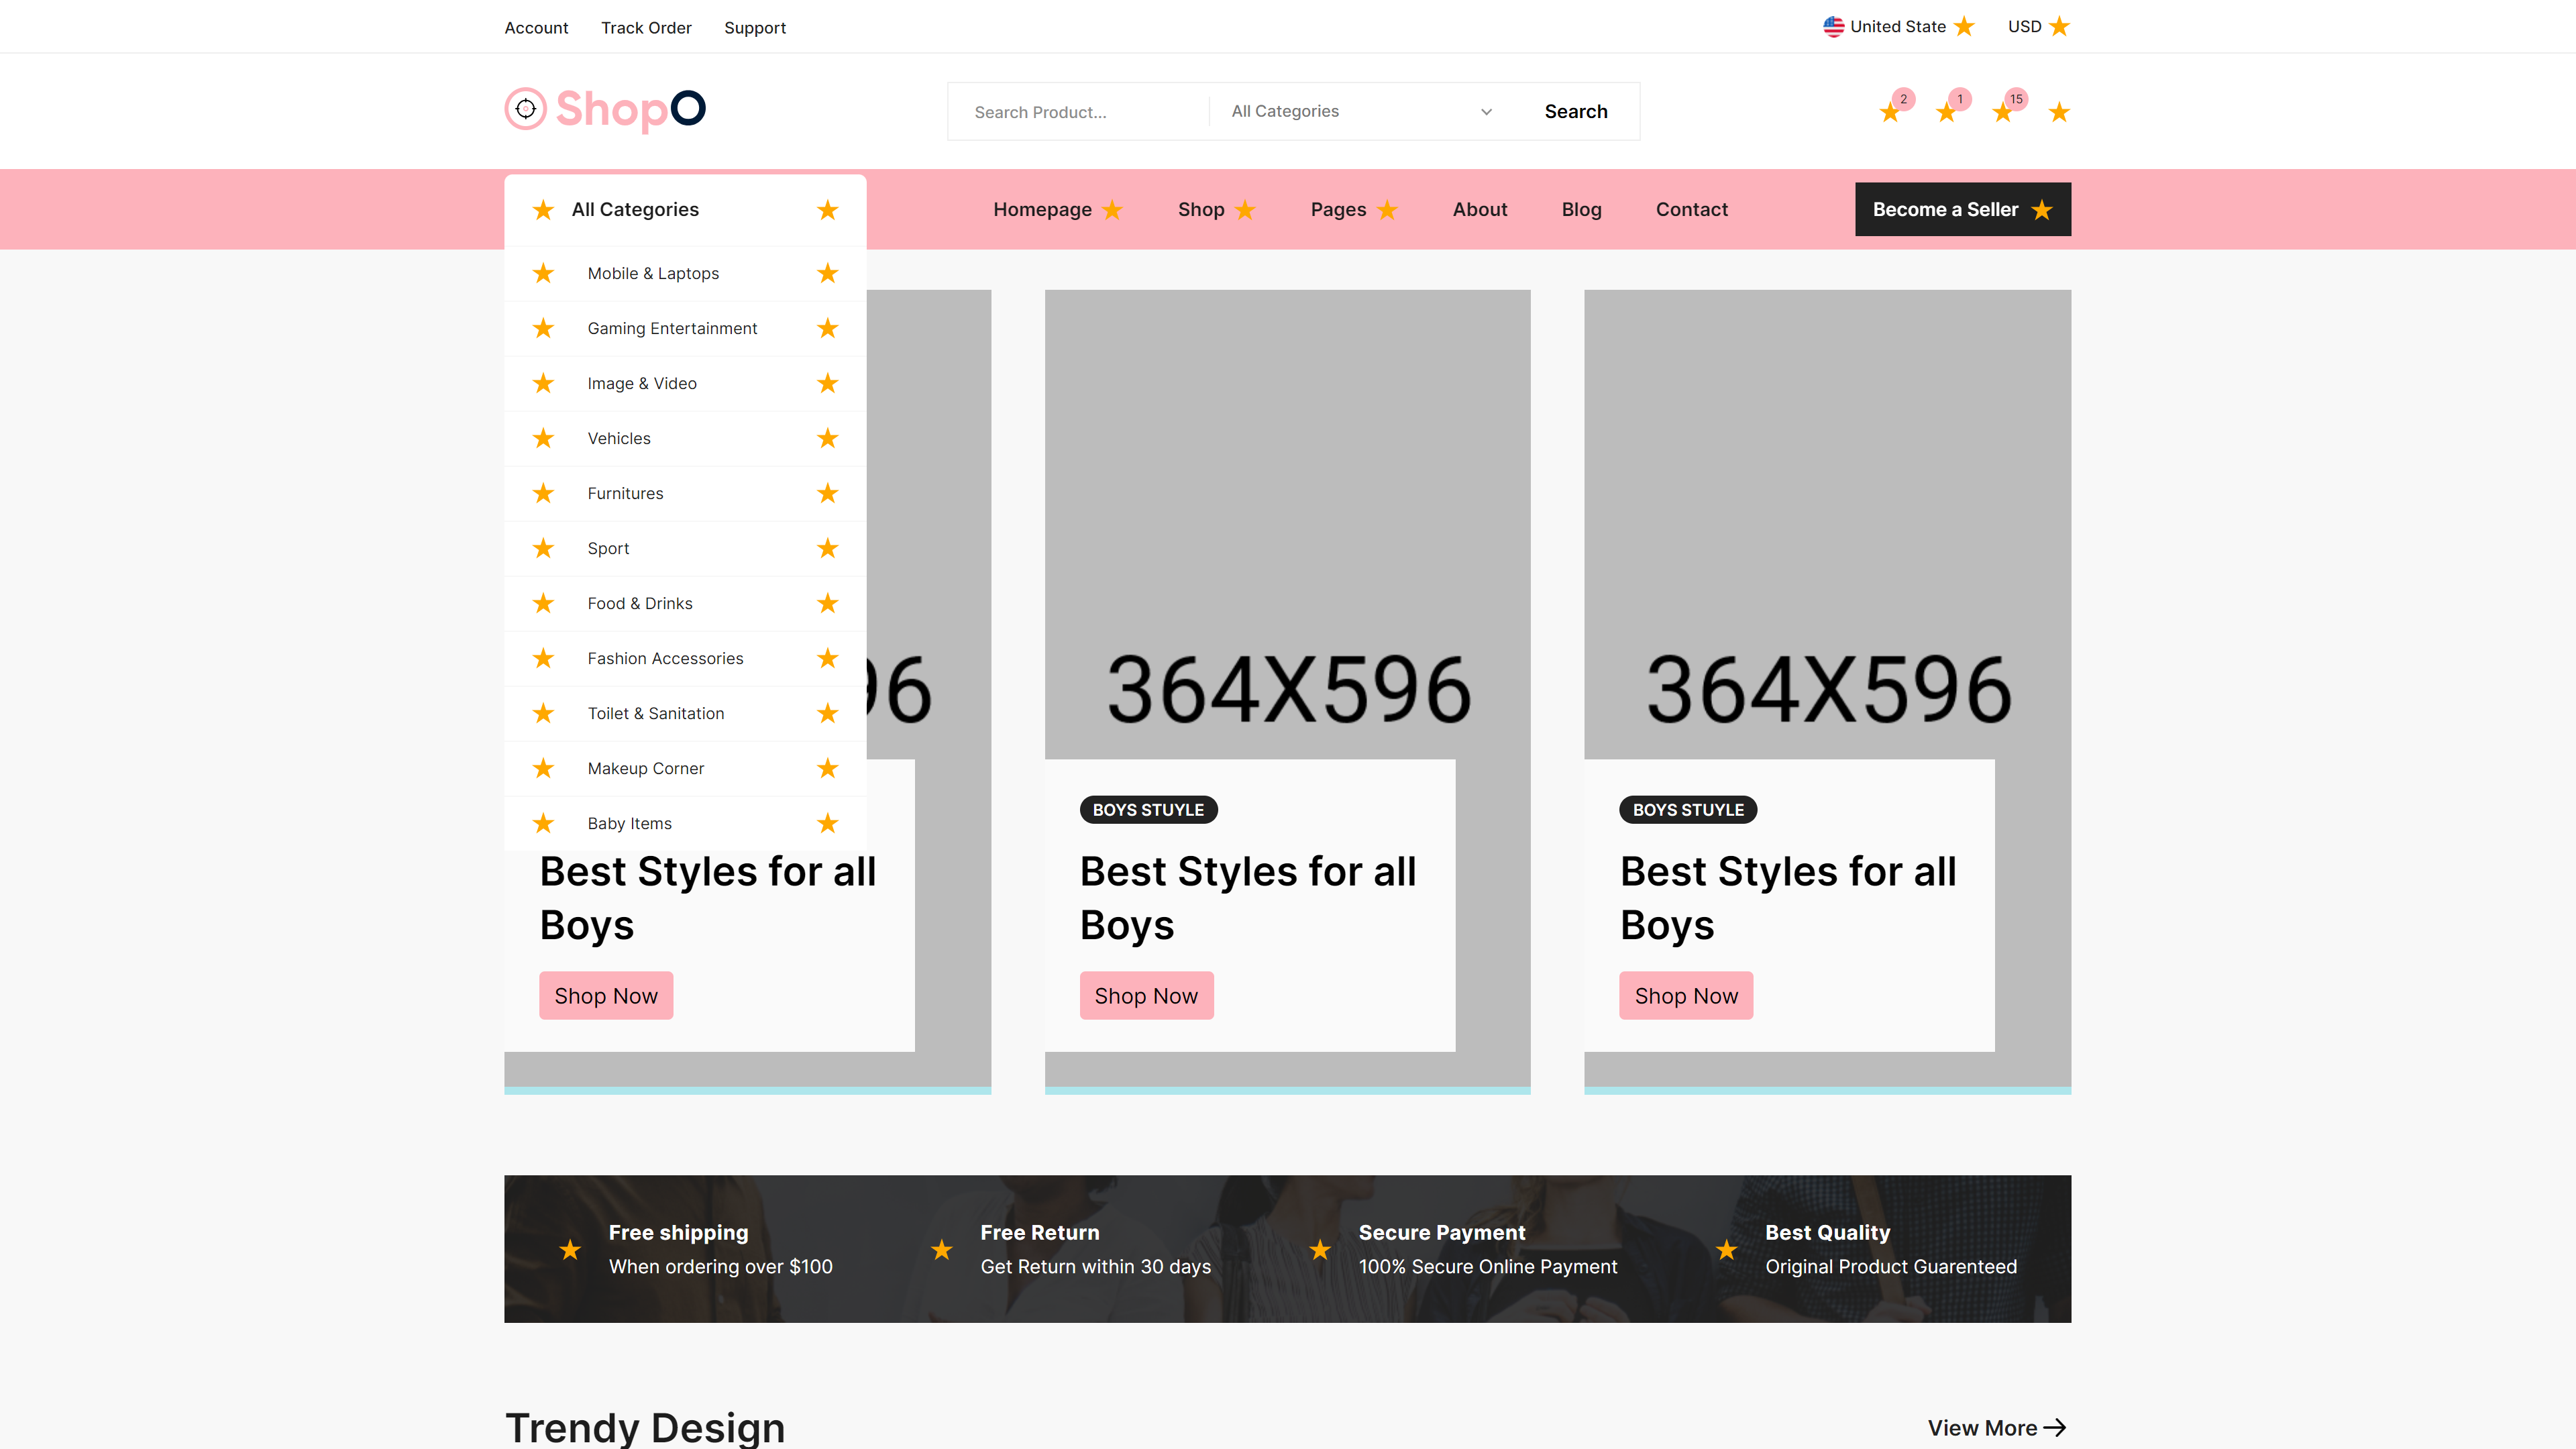 Account Track Order Support United State USD
ShopO Search Product... All Categories Search 2 1 15
All Categories Homepage Shop Pages About Blog Contact Become a Seller
Mobile & Laptops
Gaming Entertainment
Image & Video
Vehicles
Furnitures
Sport
Food & Drinks
Fashion Accessories
Toilet & Sanitation
Makeup Corner
Baby Items
96 364X596 364X596
BOYS STUYLE BOYS STUYLE
Best Styles for all Best Styles for all Best Styles for all
Boys Boys Boys
Shop Now Shop Now Shop Now
Free shipping Free Return Secure Payment Best Quality
When ordering over $100 Get Return within 30 days 100% Secure Online Payment Original Product Guarenteed
Trendy Design View More